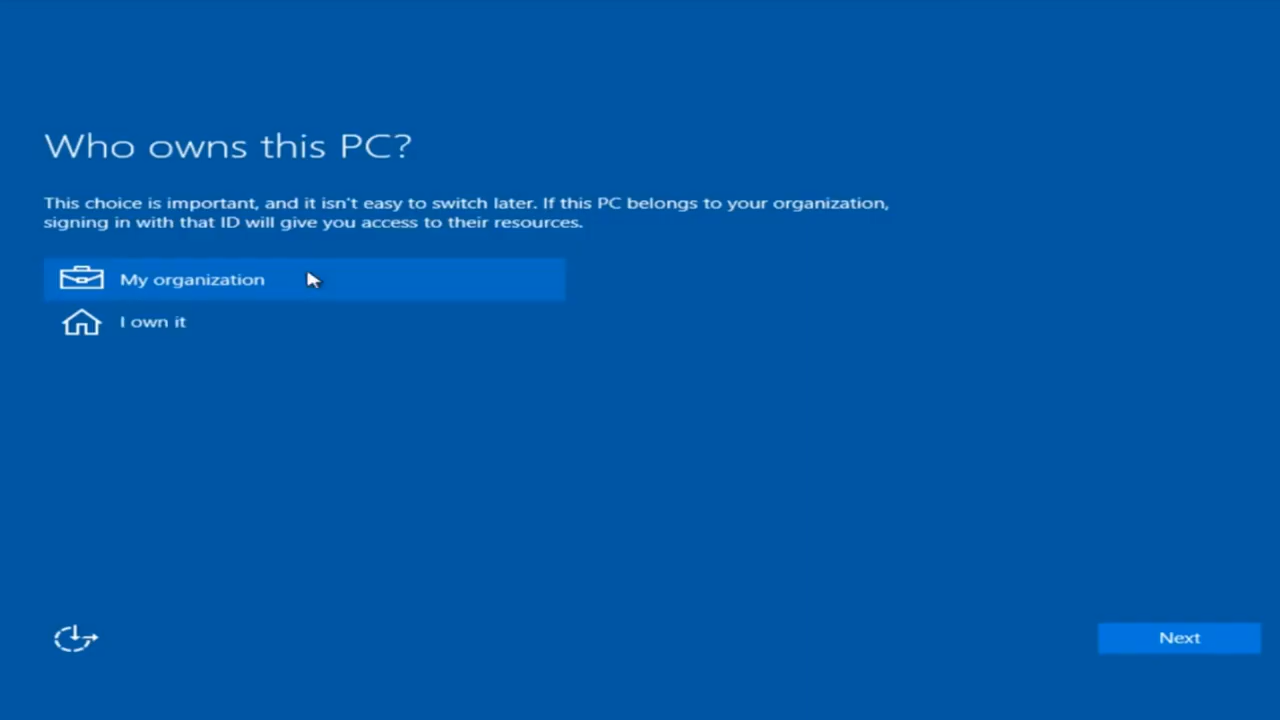 Who owns this PC?
This choice is important, and it isn't easy to switch later. If this PC belongs to your organization,
signing in with that ID will give you access to their resources.
My organization
I own it
Next